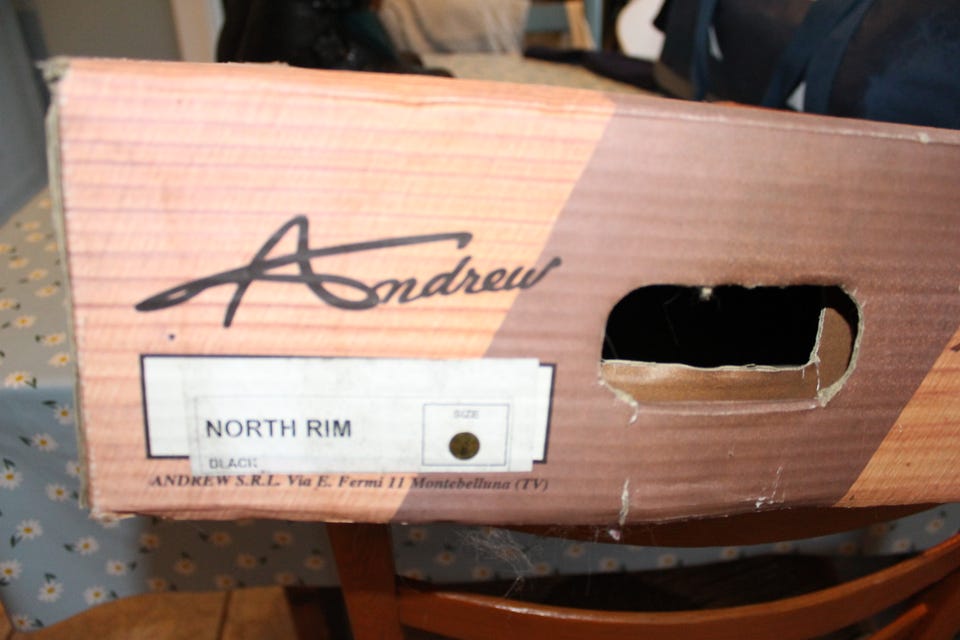 Andrew
NORTH RIM
SIZE
BLACK
ANDREW S.R.L. Via E. Fermi 11 Montebelluna (TV)